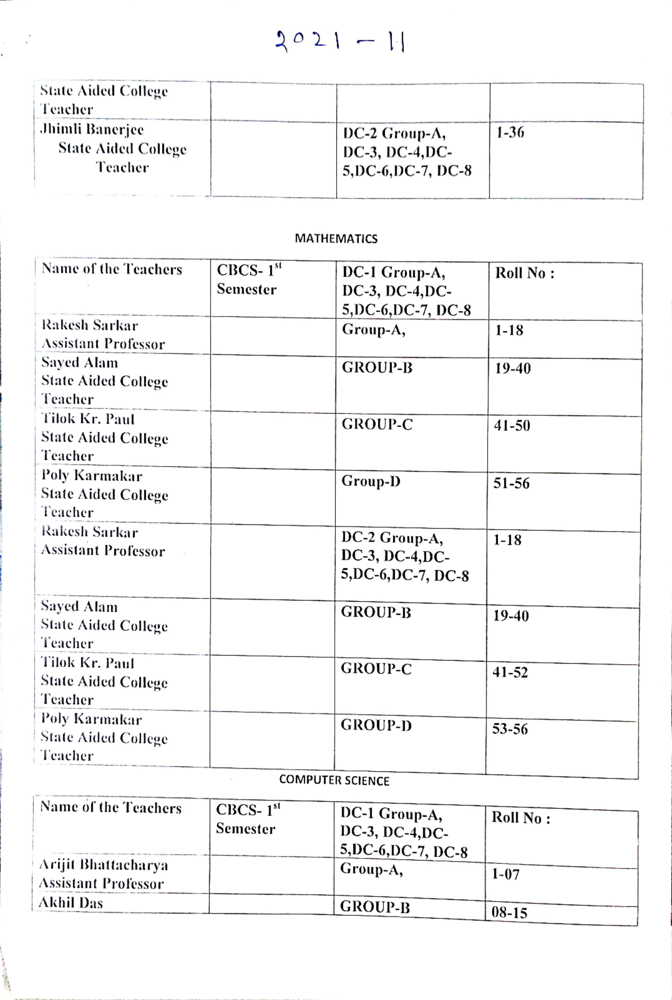 2021 - 11
State Aided College
Teacher
Jhimli Banerjee
State Aided College
Teacher
DC-2 Group-A,
DC-3, DC-4,DC-
5,DC-6,DC-7, DC-8
1-36
MATHEMATICS
Name of the Teachers
CBCS- 1st
Semester
DC-1 Group-A,
DC-3, DC-4,DC-
5,DC-6,DC-7, DC-8
Roll No :
Rakesh Sarkar
Assistant Professor
Group-A,
1-18
Sayed Alam
State Aided College
Teacher
GROUP-B
19-40
Tilok Kr. Paul
State Aided College
Teacher
GROUP-C
41-50
Poly Karmakar
State Aided College
Teacher
Group-D
51-56
Rakesh Sarkar
Assistant Professor
DC-2 Group-A,
DC-3, DC-4,DC-
5,DC-6,DC-7, DC-8
1-18
Sayed Alam
State Aided College
Teacher
GROUP-B
19-40
Tilok Kr. Paul
State Aided College
Teacher
GROUP-C
41-52
Poly Karmakar
State Aided College
Teacher
GROUP-D
53-56
COMPUTER SCIENCE
Name of the Teachers
CBCS- 1st
Semester
DC-1 Group-A,
DC-3, DC-4,DC-
5,DC-6,DC-7, DC-8
Roll No :
Arijit Bhattacharya
Assistant Professor
Group-A,
1-07
Akhil Das
GROUP-B
08-15